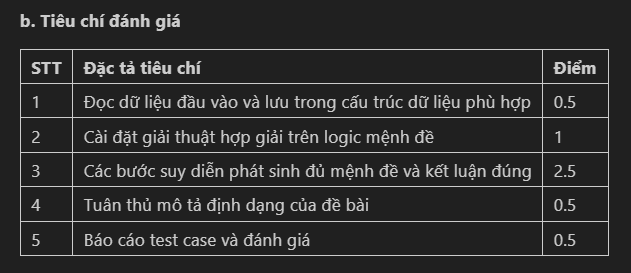 b. Tiêu chí đánh giá
STT Đặc tả tiêu chí Điểm
1 Đọc dữ liệu đầu vào và lưu trong cấu trúc dữ liệu phù hợp 0.5
2 Cài đặt giải thuật hợp giải trên logic mệnh đề 1
3 Các bước suy diễn phát sinh đủ mệnh đề và kết luận đúng 2.5
4 Tuân thủ mô tả định dạng của đề bài 0.5
5 Báo cáo test case và đánh giá 0.5